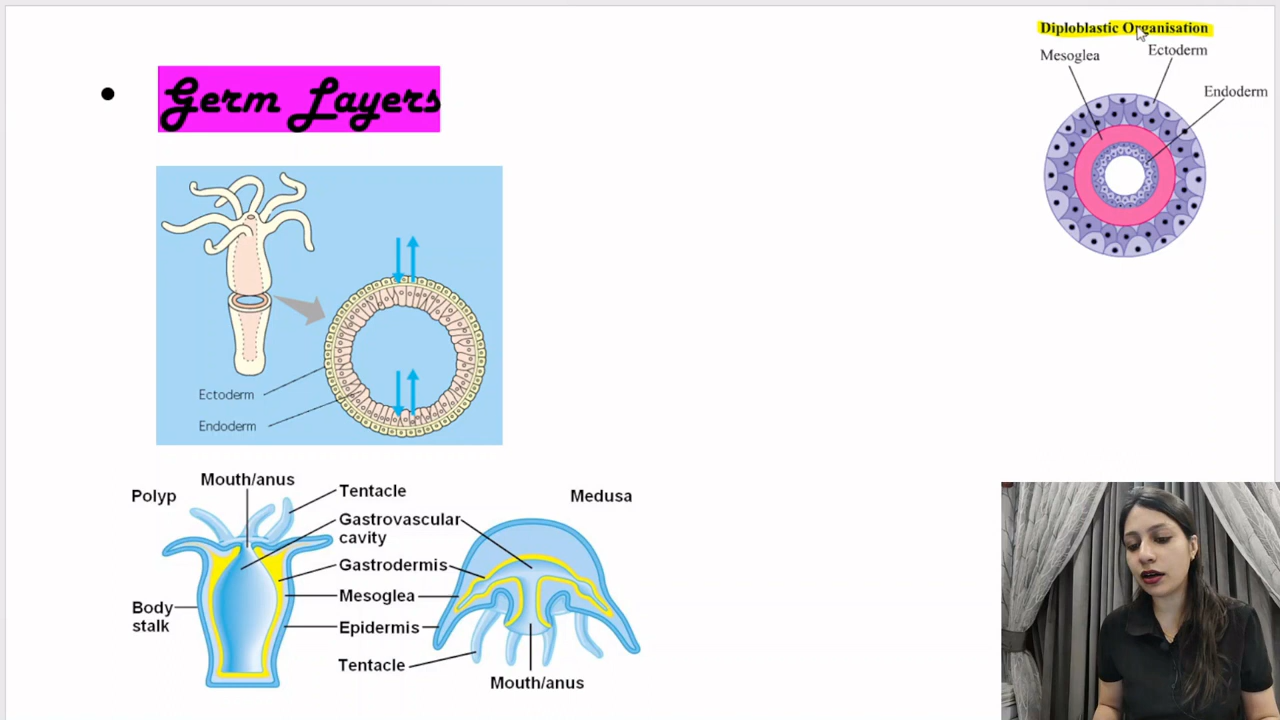 Diploblastic Organisation
Mesoglea
Ectoderm
Endoderm
• Germ Layers
Ectoderm
Endoderm
Mouth/anus
Polyp
Tentacle
Medusa
Gastrovascular
cavity
Gastrodermis
Mesoglea
Body
stalk
Epidermis
Tentacle
Mouth/anus